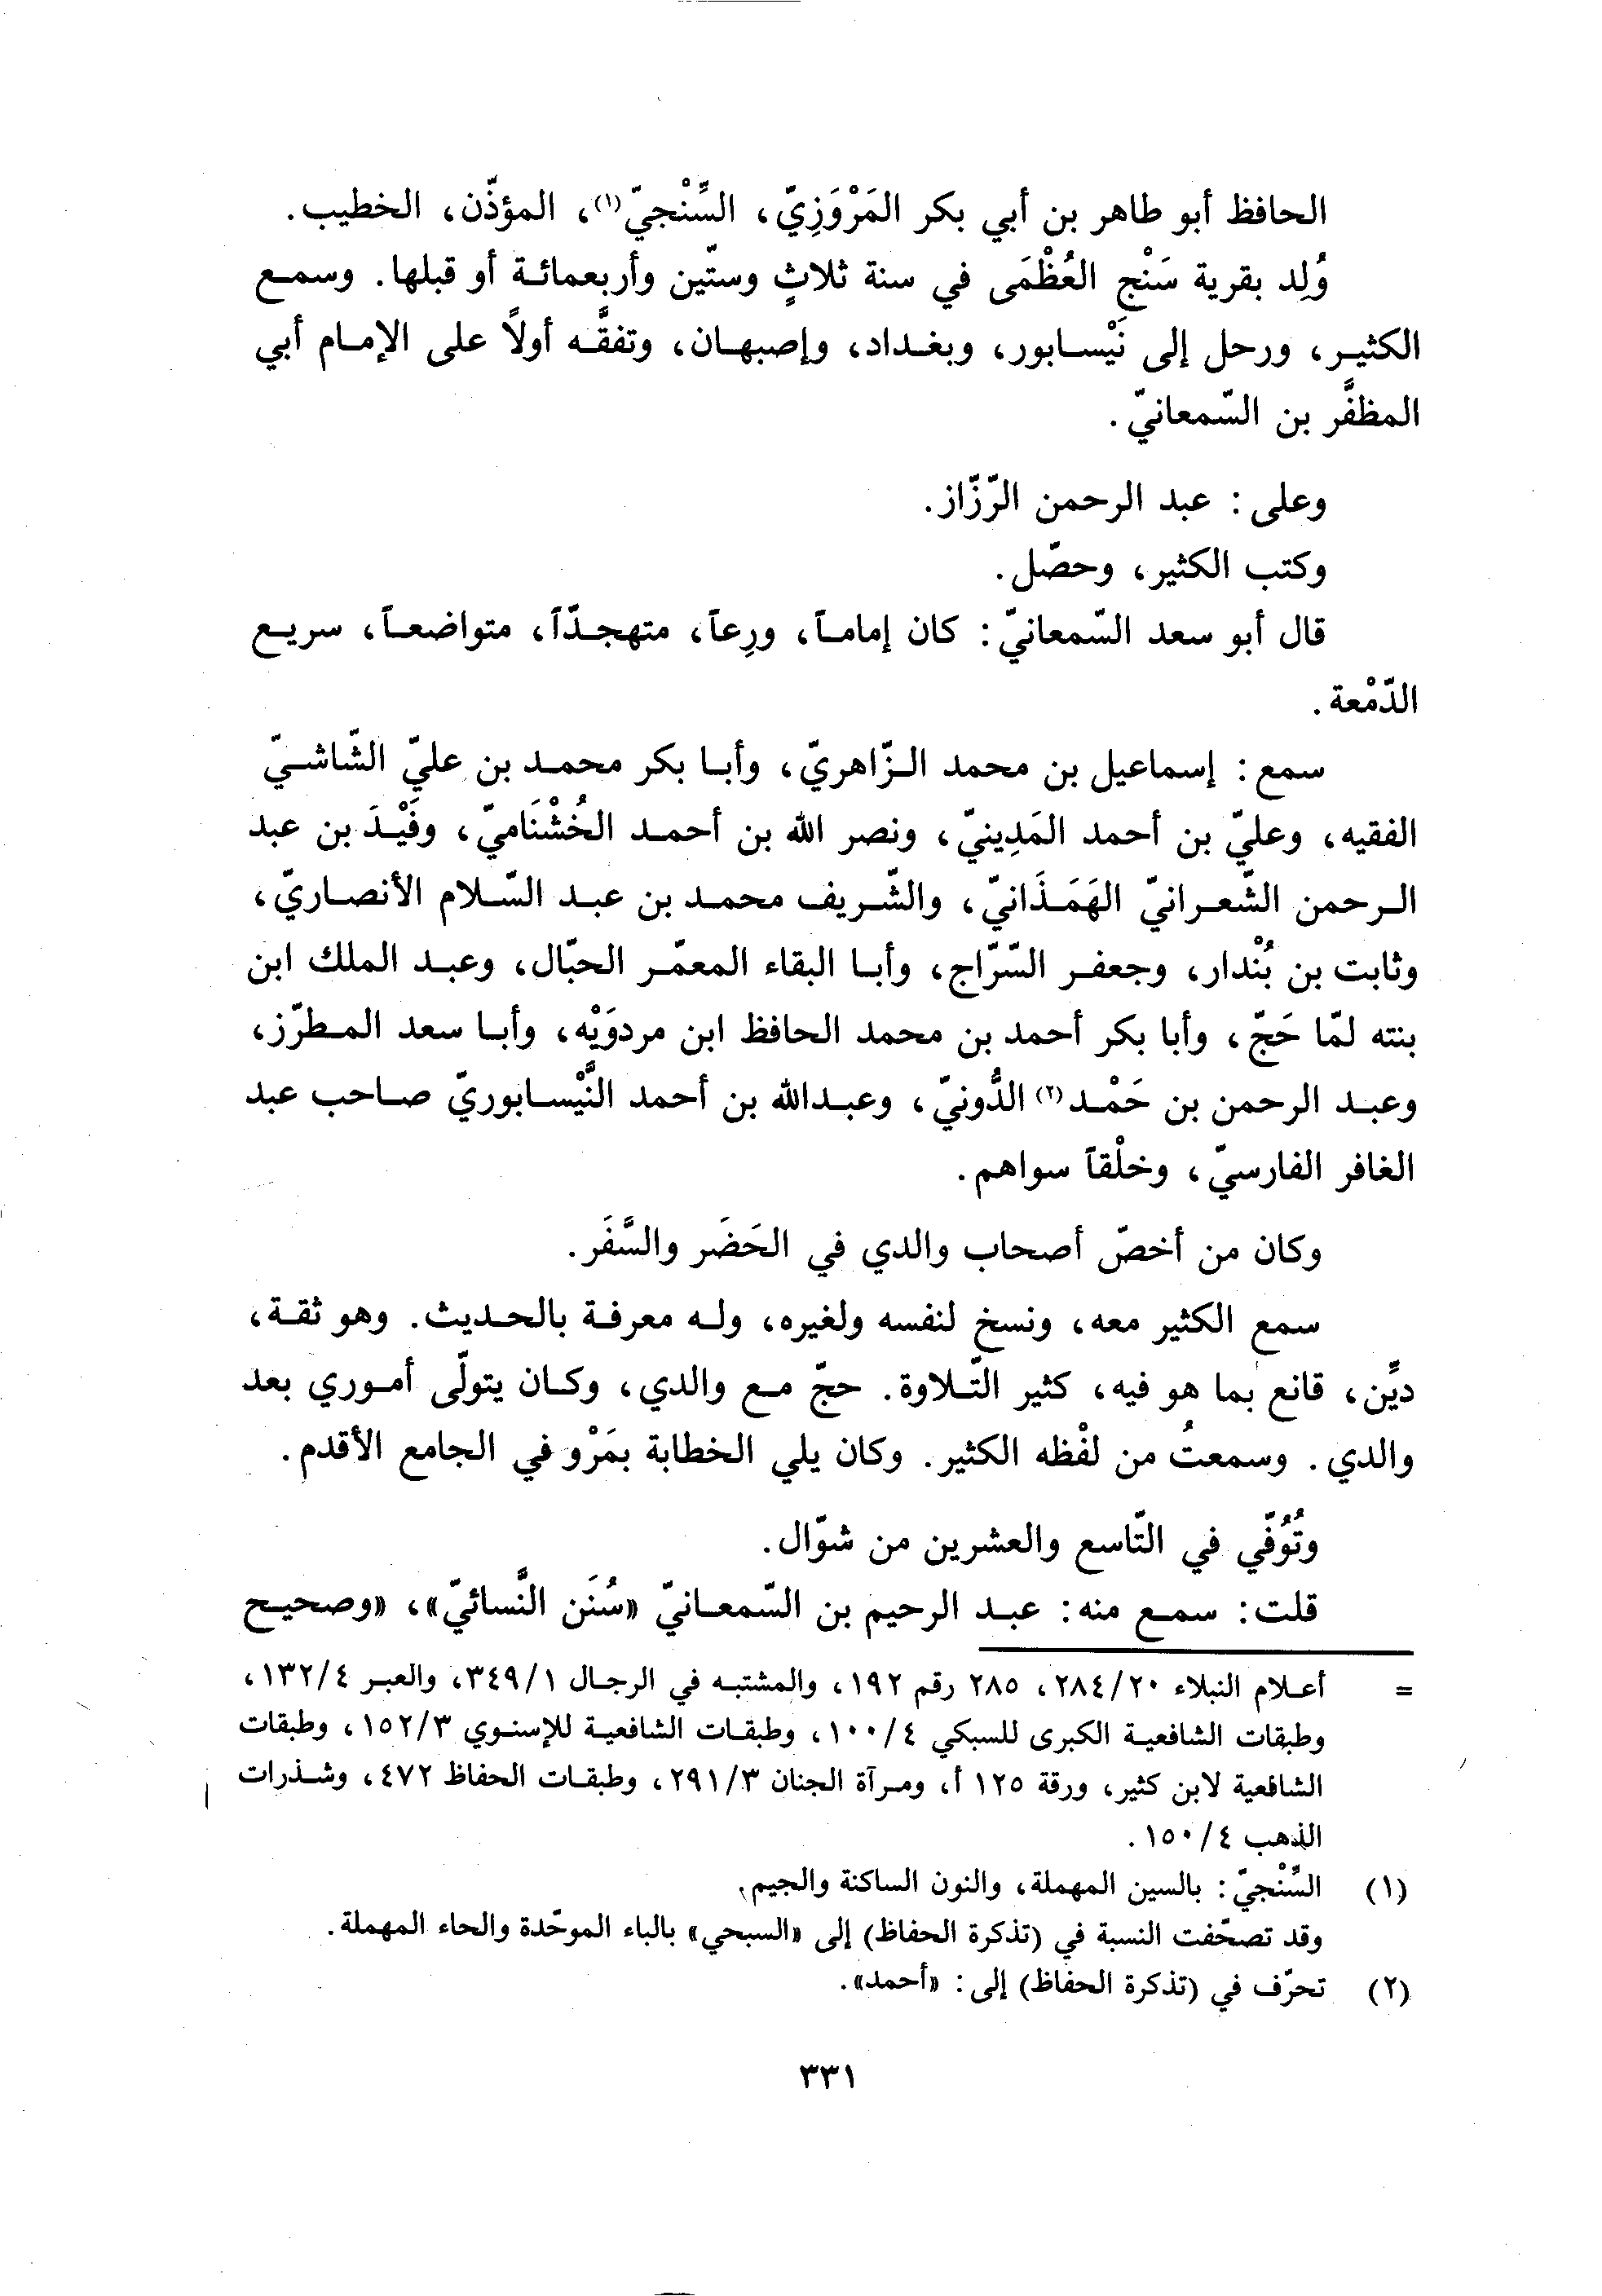 الحافظ أبو طاهر بن أبي بكر المَرْوَزِيّ، السِّنْجيّ(١)، المؤذّن، الخطيب.
وُلِد بقرية سَنْج العُظْمَى في سنة ثلاثٍ وستّين وأربعمائة أو قبلها. وسمع
الكثير، ورحل إلى نَيْسابور، وبغداد، وإصبهان، وتفقَّه أولاً على الإمام أبي
المظفَّر بن السّمعانيّ.
وعلى: عبد الرحمن الرّزّاز.
وكتب الكثير، وحصّل.
قال أبو سعد السّمعانيّ: كان إماماً، ورِعاً، متهجدّاً، متواضعاً، سريع
الدّمْعة.
سمع: إسماعيل بن محمد الزّاهريّ، وأبا بكر محمد بن عليّ الشّاشيّ
الفقيه، وعليّ بن أحمد المَدِينيّ، ونصر الله بن أحمد الخُشْنَاميّ، وفَيْدَ بن عبد
الرحمن الشّعرانيّ الهَمَذَانيّ، والشّريف محمد بن عبد السّلام الأنصاريّ،
وثابت بن بُنْدار، وجعفر السّرّاج، وأبا البقاء المعمّر الحبّال، وعبد الملك ابن
بنته لمّا حَجّ، وأبا بكر أحمد بن محمد الحافظ ابن مردوَيْه، وأبا سعد المطرّز،
وعبد الرحمن بن حَمْد(٢) الدُّونيّ، وعبدالله بن أحمد النَّيْسابوريّ صاحب عبد
الغافر الفارسيّ، وخلْقاً سواهم.
وكان من أخصّ أصحاب والدي في الحَضَر والسَّفَر.
سمع الكثير معه، ونسخ لنفسه ولغيره، وله معرفة بالحديث. وهو ثقة،
ديِّن، قانع بما هو فيه، كثير التّلاوة. حجّ مع والدي، وكان يتولّى أموري بعد
والدي. وسمعتُ من لفْظه الكثير. وكان يلي الخطابة بمَرْو في الجامع الأقدم.
وتُوُفّي في التّاسع والعشرين من شوّال.
قلت: سمع منه: عبد الرحيم بن السّمعانيّ «سُنَن النَّسائيّ»، «وصحيح
= أعلام النبلاء ٢٨٤/٢٠، ٢٨٥ رقم ١٩٢، والمشتبه في الرجال ٣٤٩/١، والعبر ١٣٢/٤،
وطبقات الشافعية الكبرى للسبكي ١٠٠/٤، وطبقات الشافعية للإسنوي ١٥٢/٣، وطبقات
الشافعية لابن كثير، ورقة ١٢٥ أ، ومرآة الجنان ٢٩١/٣، وطبقات الحفاظ ٤٧٢، وشذرات
الذهب ١٥٠/٤.
(١) السِّنْجيّ: بالسين المهملة، والنون الساكنة والجيم.
وقد تصحّفت النسبة في (تذكرة الحفاظ) إلى «السبحي» بالباء الموحّدة والحاء المهملة.
(٢) تحرّف في (تذكرة الحفاظ) إلى: «أحمد».
٣٣١